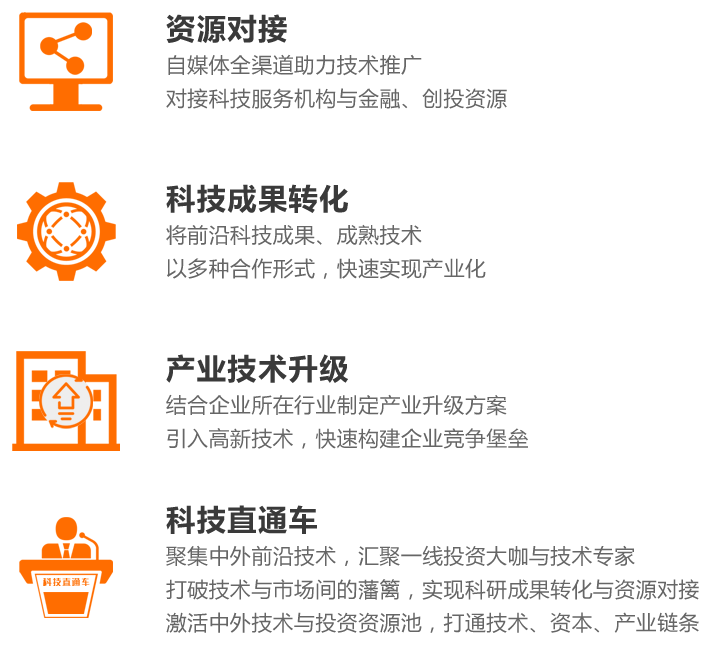 资源对接
自媒体全渠道助力技术推广
对接科技服务机构与金融、创投资源
科技成果转化
将前沿科技成果、成熟技术
以多种合作形式，快速实现产业化
产业技术升级
结合企业所在行业制定产业升级方案
引入高新技术，快速构建企业竞争堡垒
科技直通车
聚集中外前沿技术，汇聚一线投资大咖与技术专家
科技直通车
打破技术与市场间的藩篱，实现科研成果转化与资源对接
激活中外技术与投资资源池，打通技术、资本、产业链条